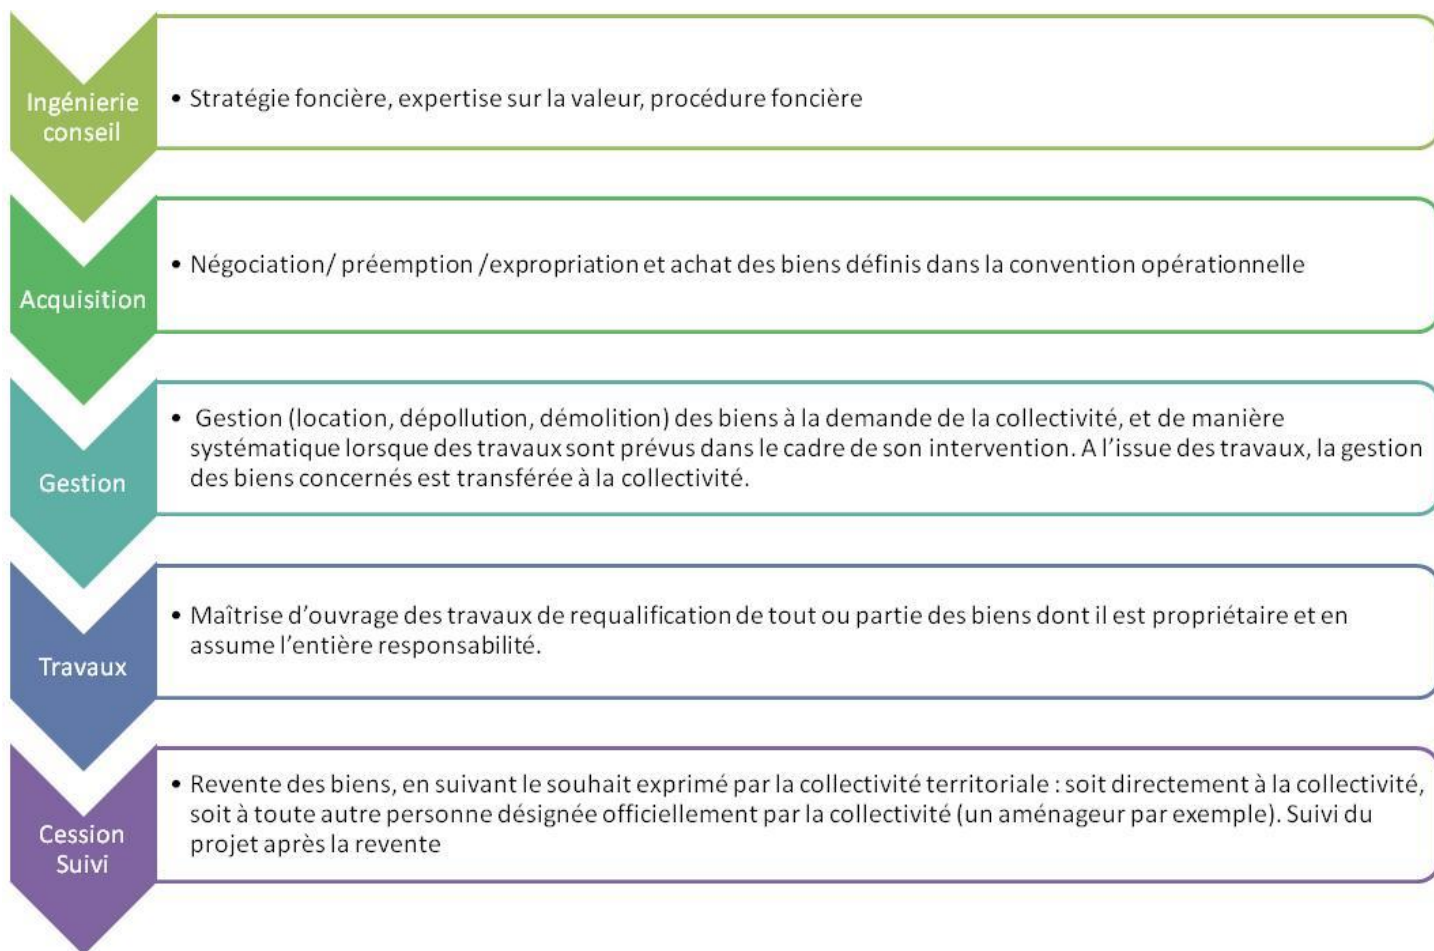 Ingénierie
conseil
• Stratégie foncière, expertise sur la valeur, procédure foncière
Acquisition
• Négociation/ préemption /expropriation et achat des biens définis dans la convention opérationnelle
Gestion
• Gestion (location, dépollution, démolition) des biens à la demande de la collectivité, et de manière
systématique lorsque des travaux sont prévus dans le cadre de son intervention. A l’issue des travaux, la gestion
des biens concernés est transférée à la collectivité.
Travaux
• Maîtrise d’ouvrage des travaux de requalification de tout ou partie des biens dont il est propriétaire et en
assume l’entière responsabilité.
Cession
Suivi
• Revente des biens, en suivant le souhait exprimé par la collectivité territoriale : soit directement à la collectivité,
soit à toute autre personne désignée officiellement par la collectivité (un aménageur par exemple). Suivi du
projet après la revente